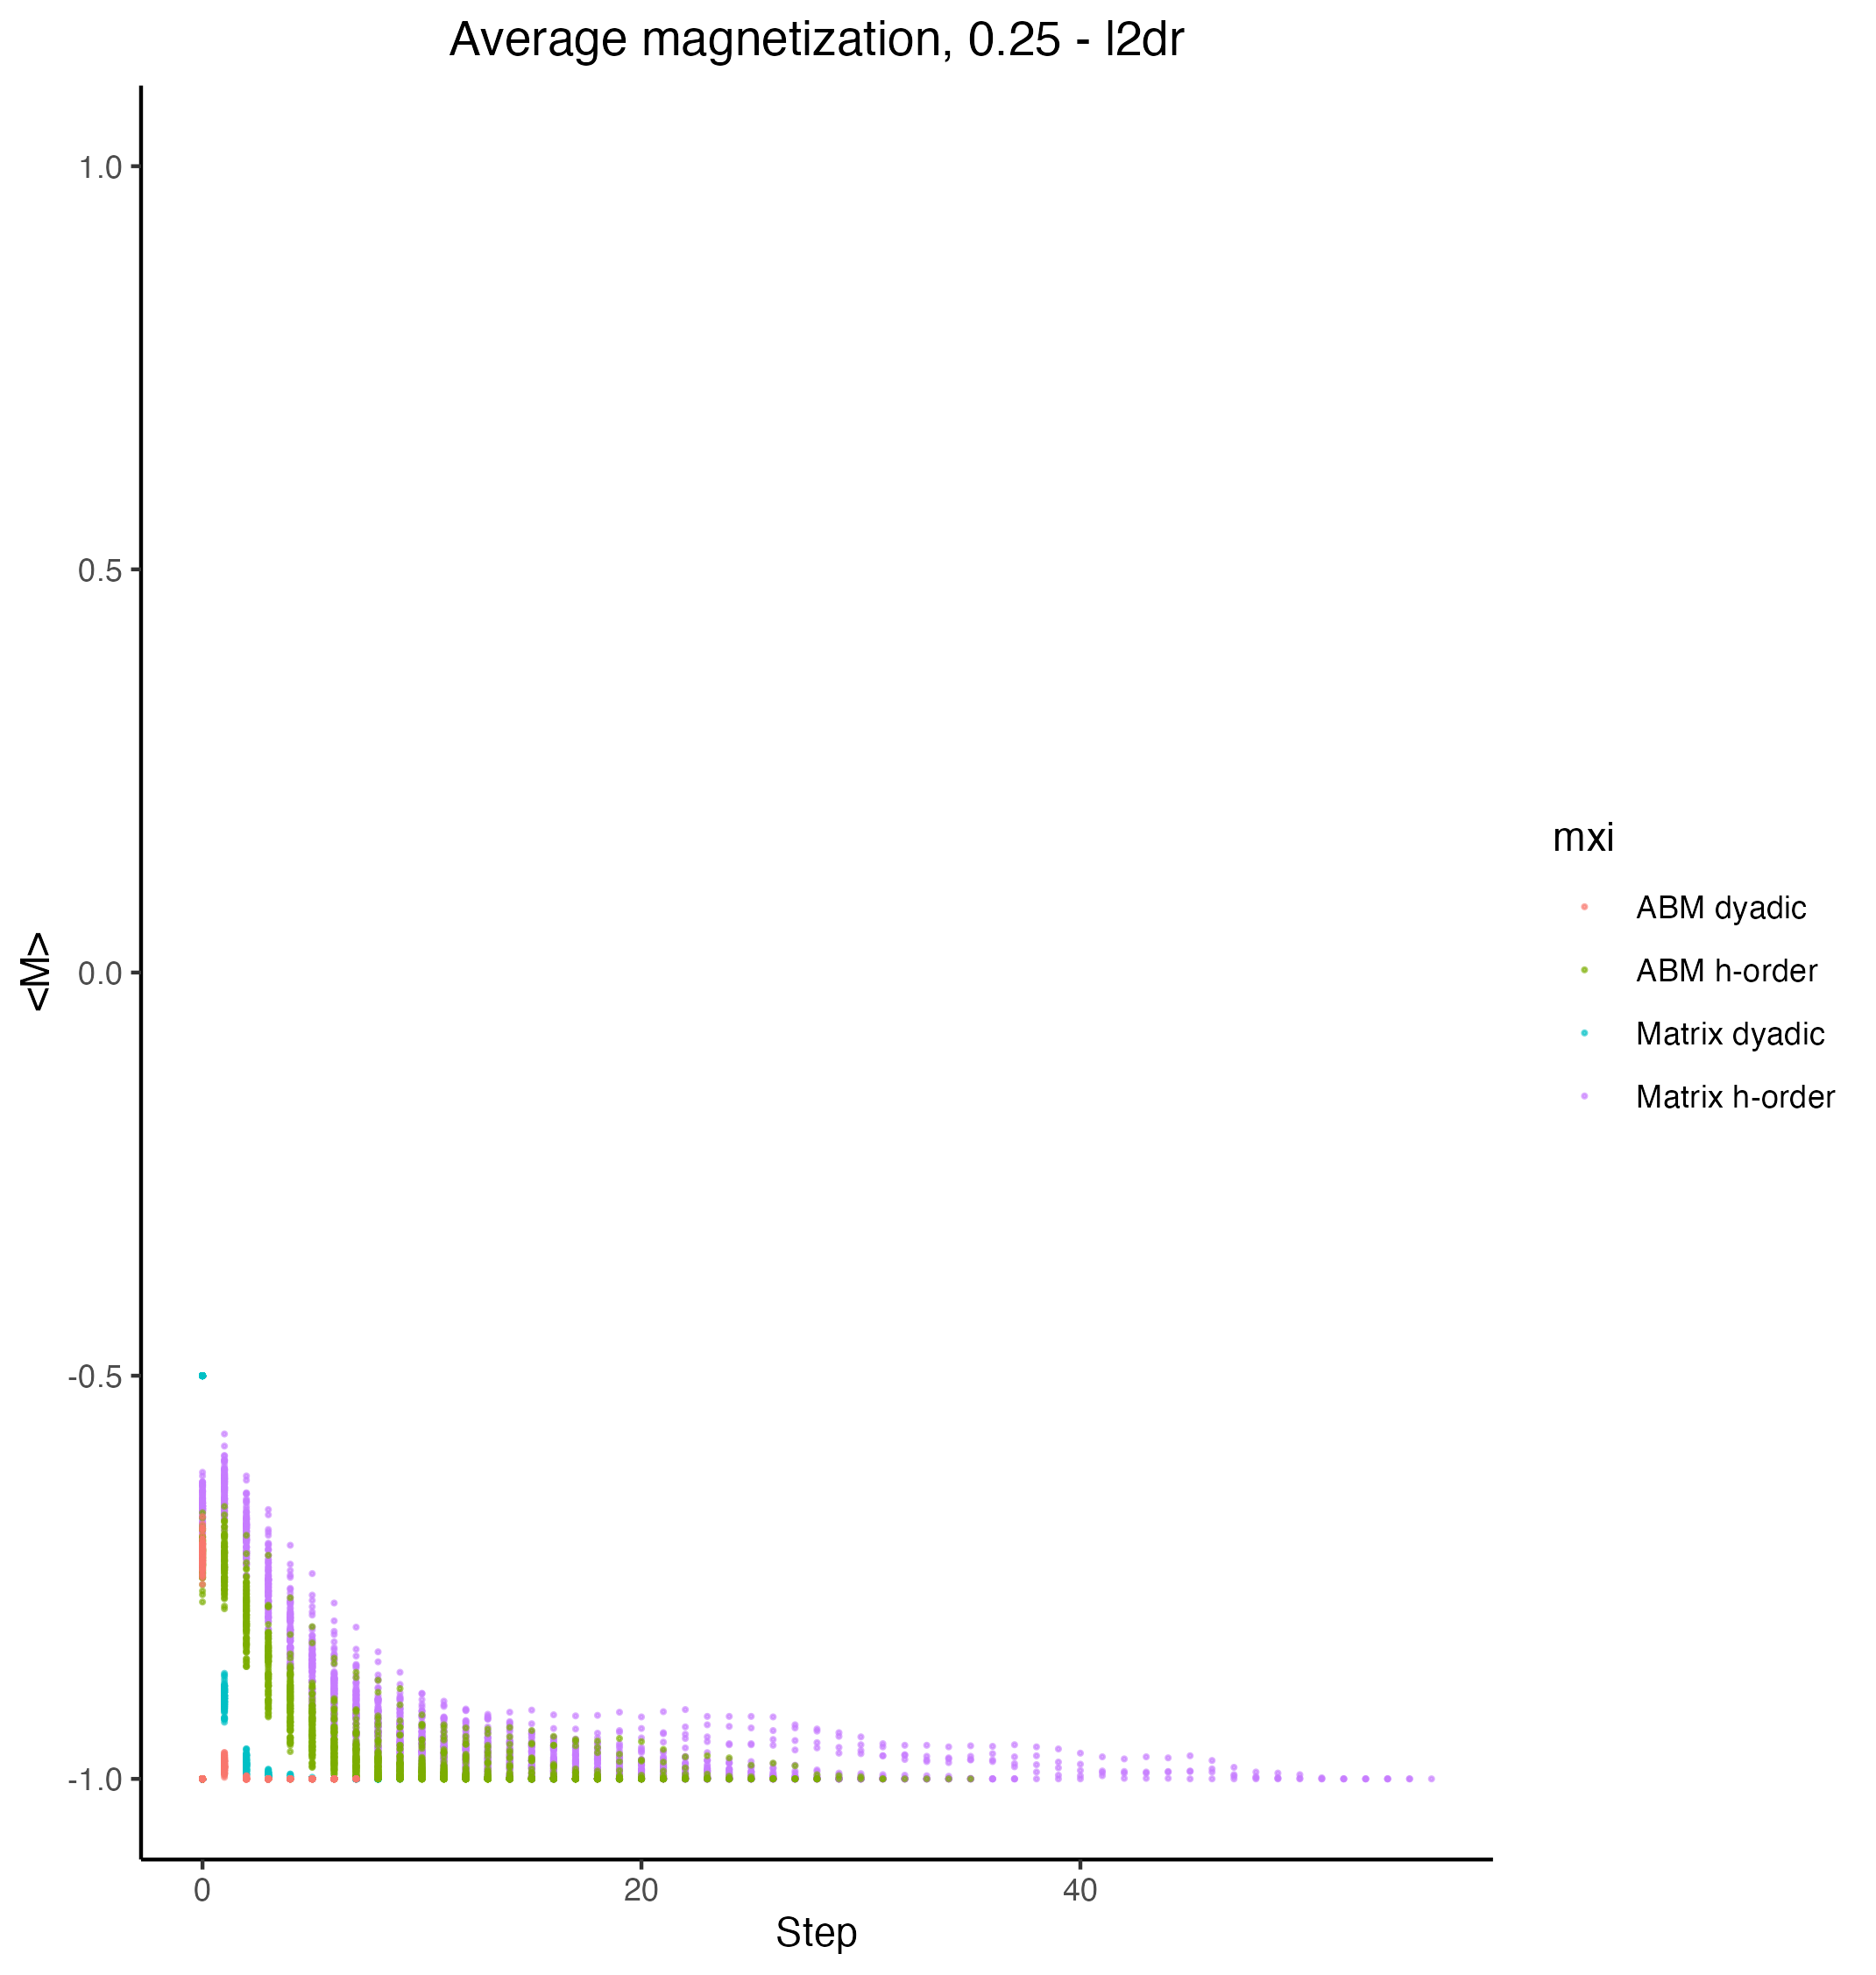 Average magnetization, 0.25 - l2dr
1.0
0.5
0.0
-0.5
-1.0
<M>
0
20
40
Step
mxi
ABM dyadic
ABM h-order
Matrix dyadic
Matrix h-order